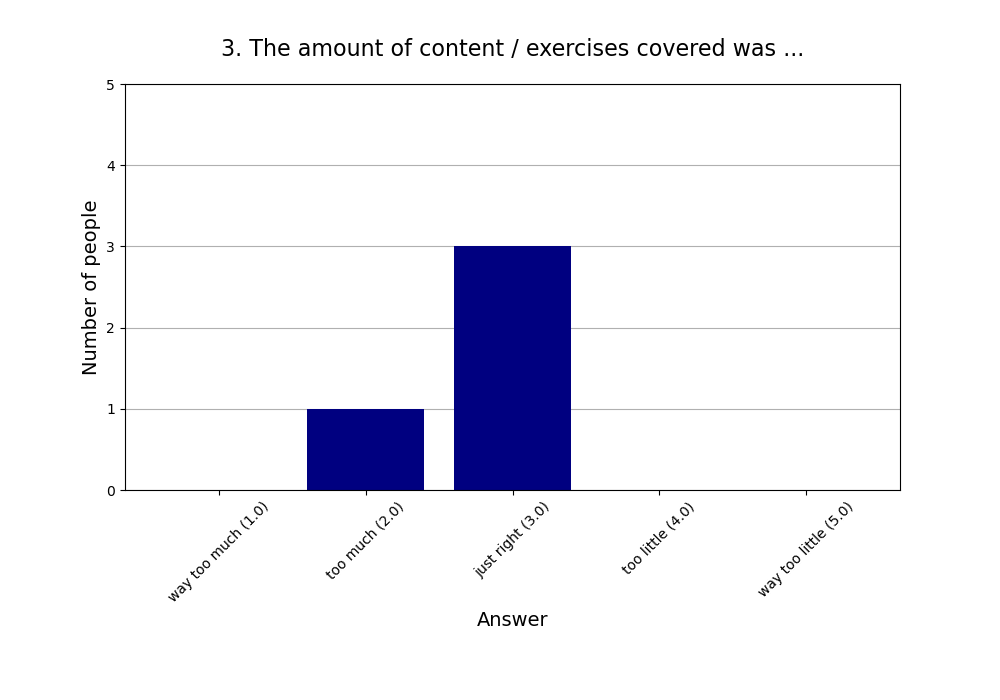 3. The amount of content / exercises covered was ...
5
4
3
2
1
0
Number of people
way too much (1.0)
too much (2.0)
just right (3.0)
too little (4.0)
way too little (5.0)
Answer